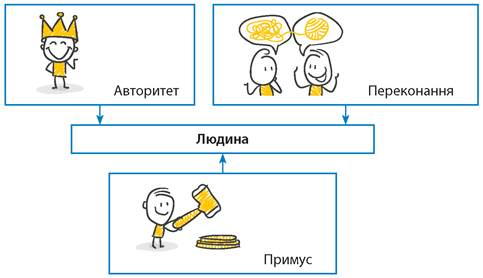 Авторитет
Переконання
Людина
Примус